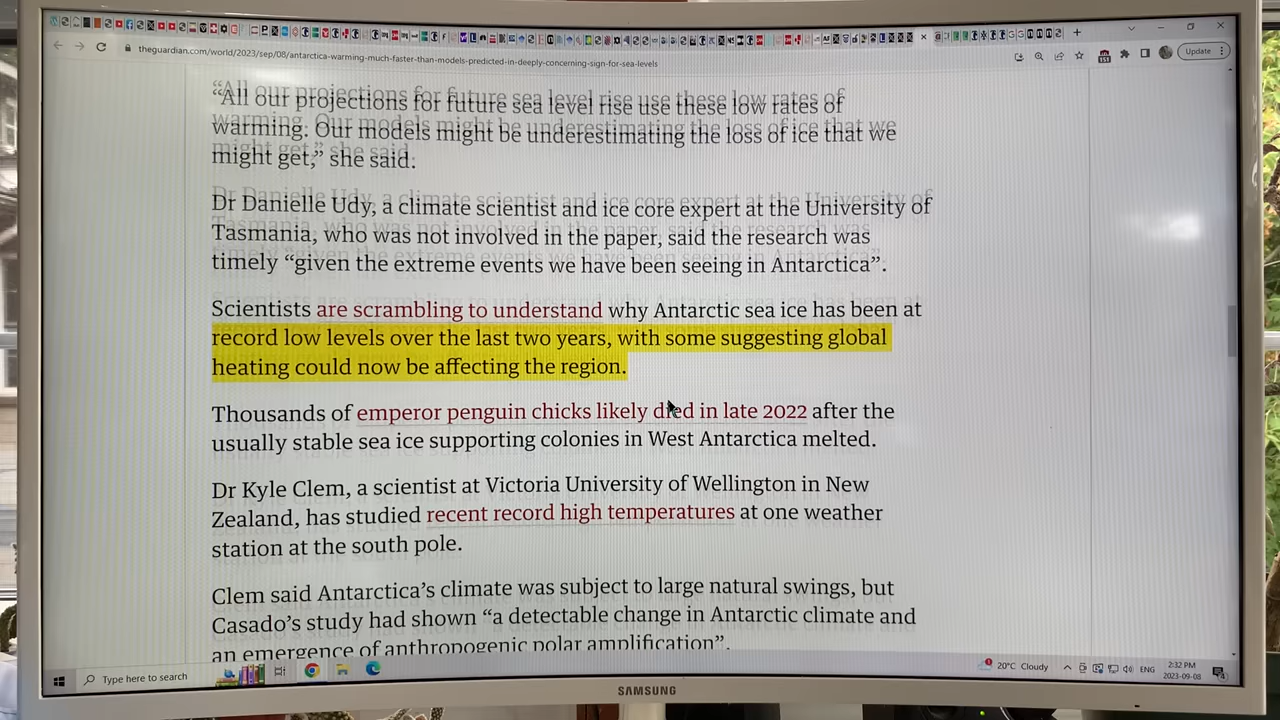 theguardian.com/world/2023/sep/08/antarctica-warming-much-faster-than-models-predicted-in-deeply-concerning-sign-for-sea-levels
Update
“All our projections for future sea level rise use these low rates of
warming. Our models might be underestimating the loss of ice that we
might get,” she said.
Dr Danielle Udy, a climate scientist and ice core expert at the University of
Tasmania, who was not involved in the paper, said the research was
timely “given the extreme events we have been seeing in Antarctica”.
Scientists are scrambling to understand why Antarctic sea ice has been at
record low levels over the last two years, with some suggesting global
heating could now be affecting the region.
Thousands of emperor penguin chicks likely died in late 2022 after the
usually stable sea ice supporting colonies in West Antarctica melted.
Dr Kyle Clem, a scientist at Victoria University of Wellington in New
Zealand, has studied recent record high temperatures at one weather
station at the south pole.
Clem said Antarctica’s climate was subject to large natural swings, but
Casado’s study had shown “a detectable change in Antarctic climate and
an emergence of anthropogenic polar amplification”.
Type here to search
20°C Cloudy
ENG
2:32 PM
2023-09-08
SAMSUNG